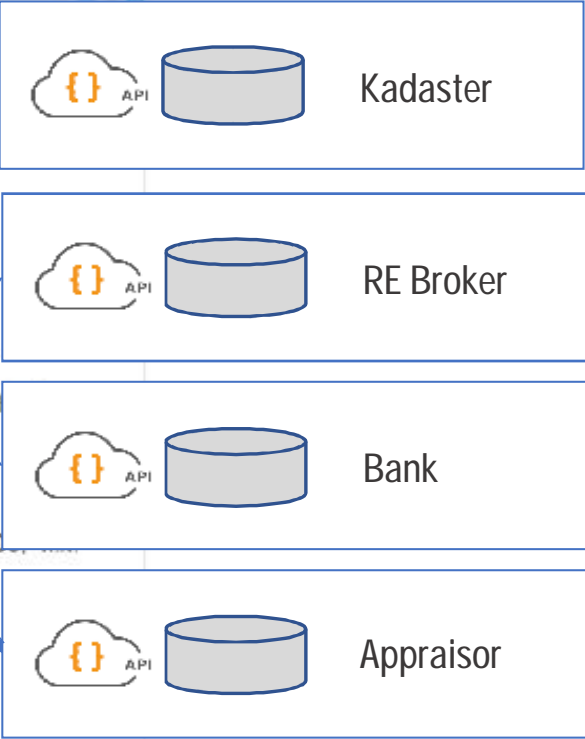 { } API Kadaster
{ } API RE Broker
{ } API Bank
{ } API Appraisor